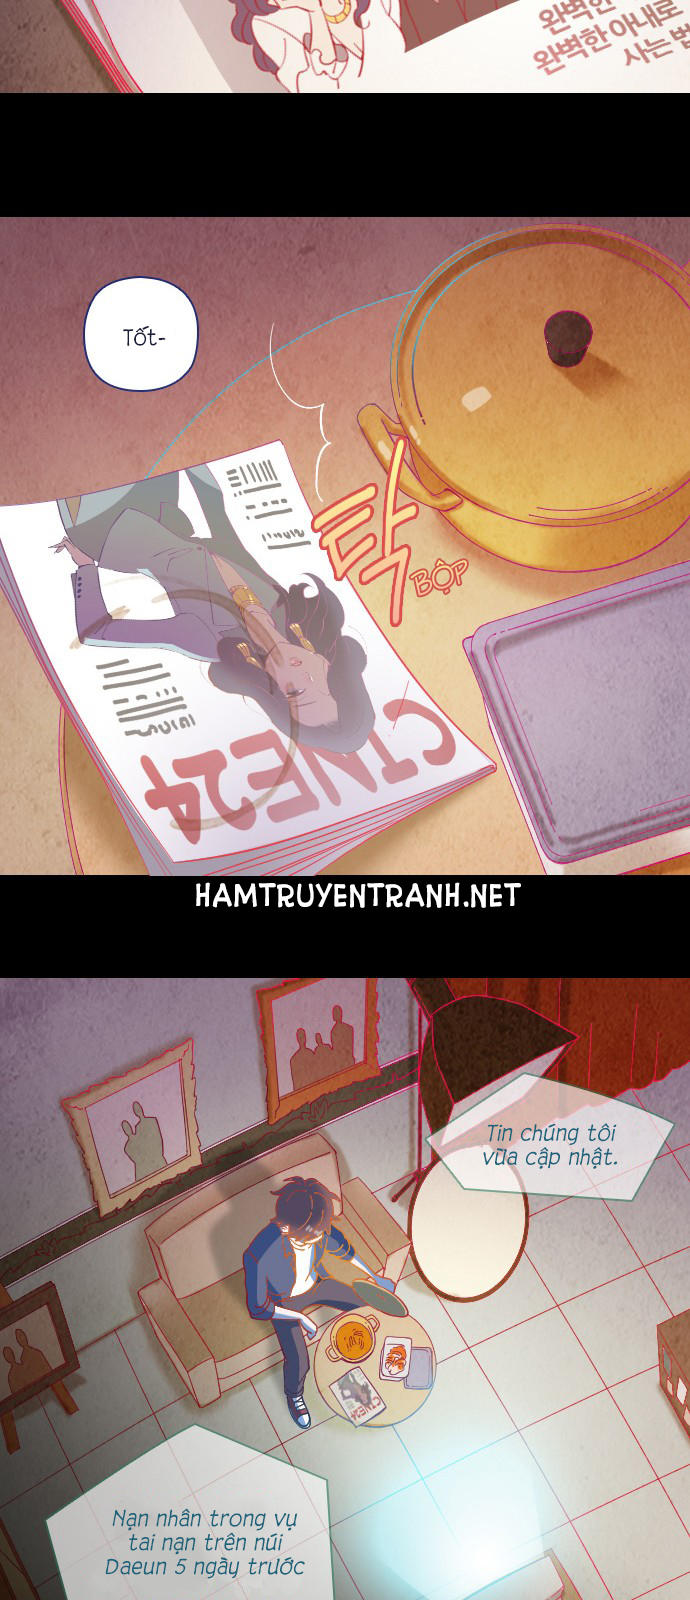 완벽한
완벽한 아내로
사는 법
Tốt-
탁
BỘP
CINE24
HAMTRUYENTRANH.NET
Tin chúng tôi
vừa cập nhật.
CINE24
Nạn nhân trong vụ
tai nạn trên núi
Daeun 5 ngày trước